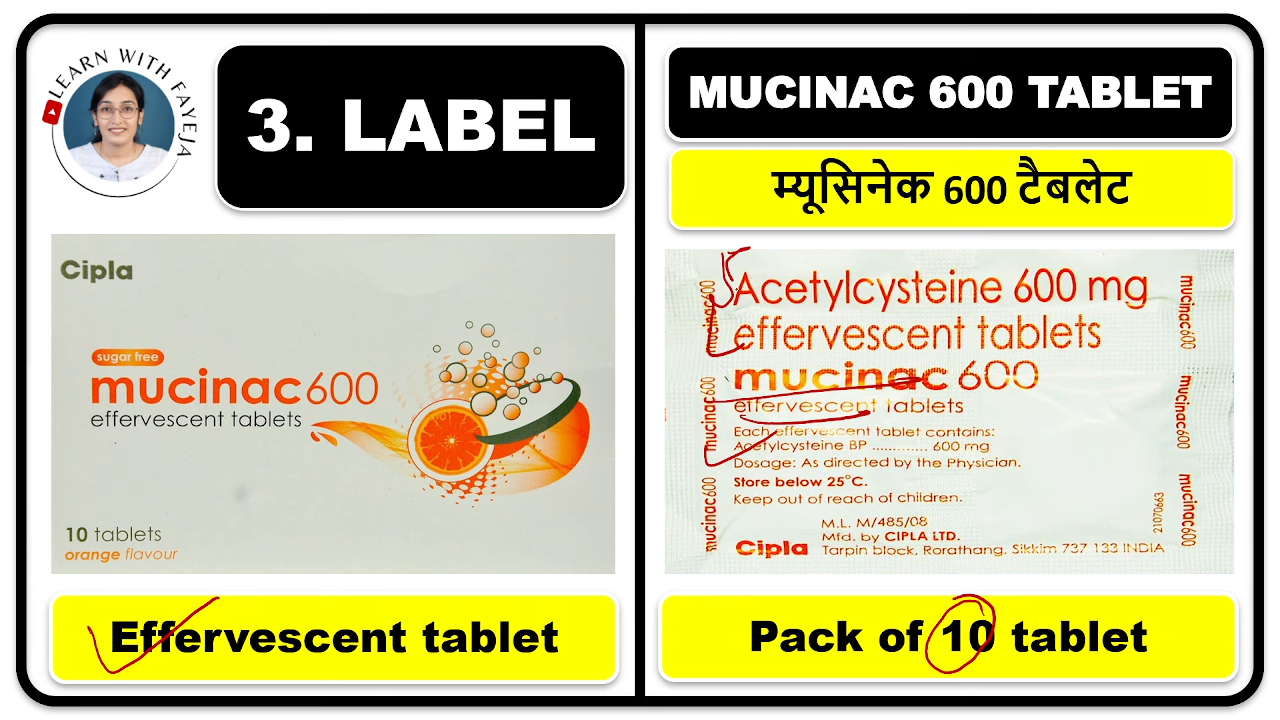 LEARN WITH FAYEJA
3. LABEL
Cipla
sugar free
mucinac600
effervescent tablets
10 tablets
orange flavour
Effervescent tablet
MUCINAC 600 TABLET
म्यूसिनेक 600 टैबलेट
Acetylcysteine 600 mg
effervescent tablets
mucinac 600
effervescent tablets
Each effervescent tablet contains:
Acetylcysteine BP ............. 600 mg
Dosage: As directed by the Physician.
Store below 25°C.
Keep out of reach of children.
M.L. M/485/08
Mfd. by CIPLA LTD.
Cipla Tarpin block, Rorathang, Sikkim 737 133 INDIA
mucinac600
mucinac600
mucinac600
21070663
mucinac600
mucinac600
mucinac600
Pack of 10 tablet